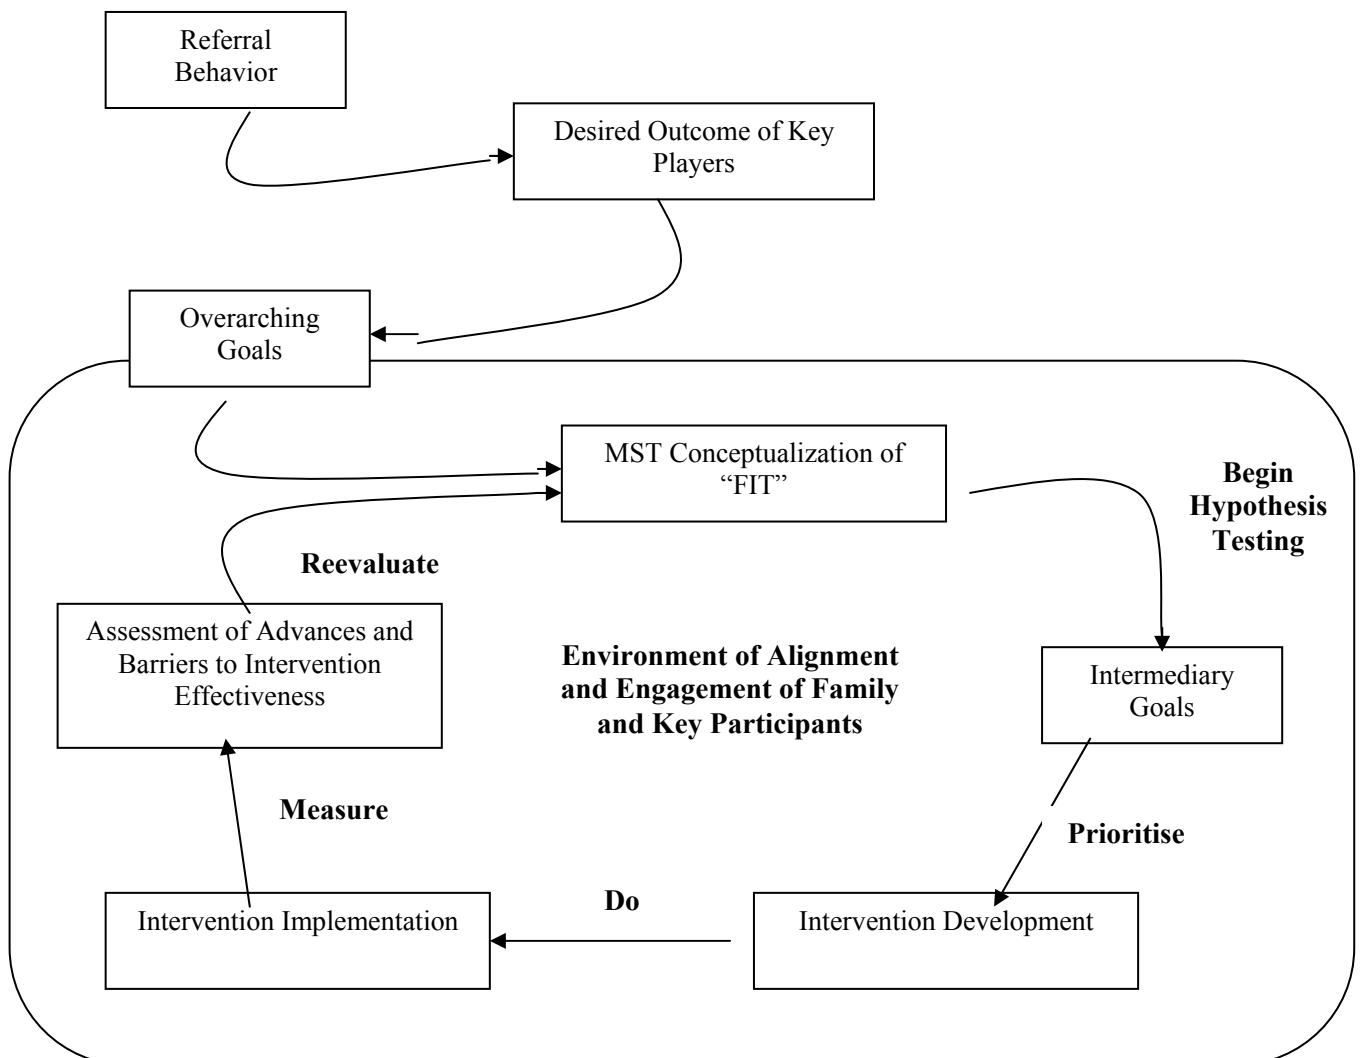 Referral
Behavior
Desired Outcome of Key
Players
Overarching
Goals
MST Conceptualization of
“FIT”
Begin
Hypothesis
Testing
Reevaluate
Assessment of Advances and
Barriers to Intervention
Effectiveness
Environment of Alignment
and Engagement of Family
and Key Participants
Intermediary
Goals
Measure
Prioritise
Intervention Implementation
Do
Intervention Development